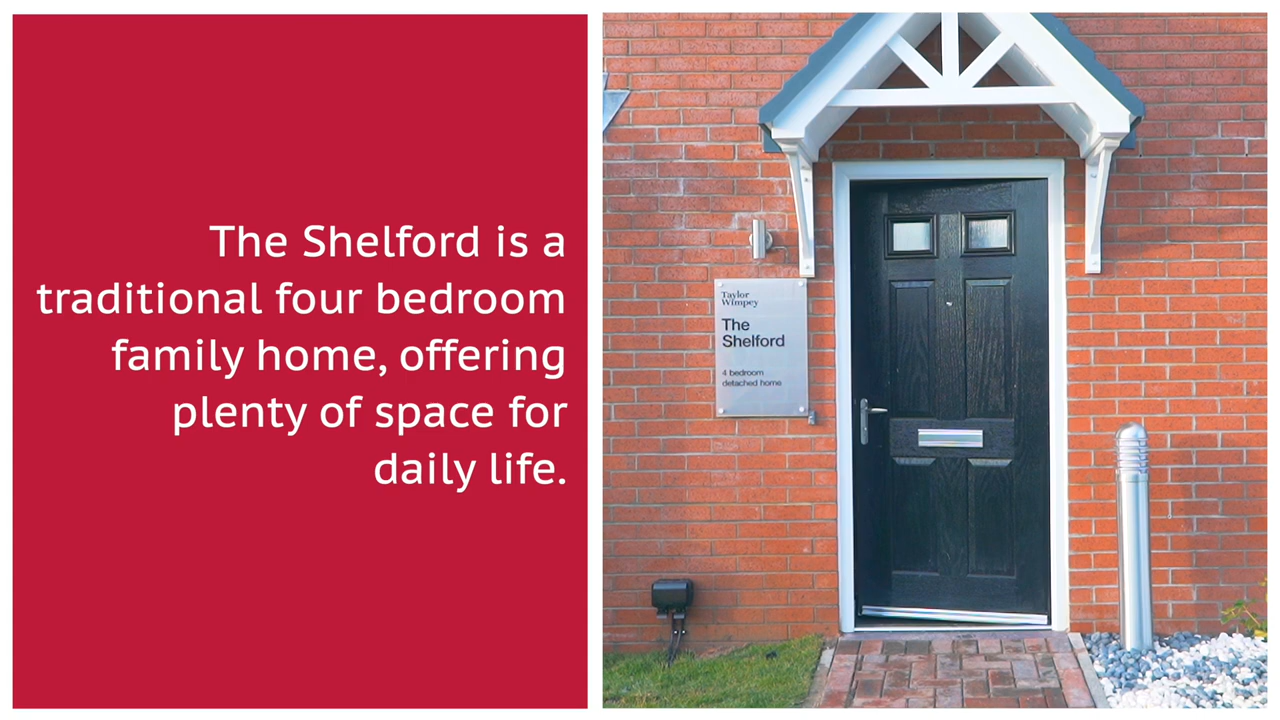 The Shelford is a
traditional four bedroom
family home, offering
plenty of space for
daily life.
Taylor
Wimpey
The
Shelford
4 bedroom
detached home